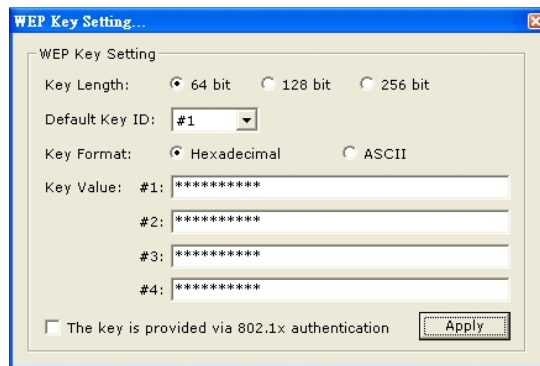 WEP Key Setting...
WEP Key Setting
Key Length: 64 bit 128 bit 256 bit
Default Key ID: #1
Key Format: Hexadecimal ASCII
Key Value: #1: **********
#2: **********
#3: **********
#4: **********
The key is provided via 802.1x authentication Apply